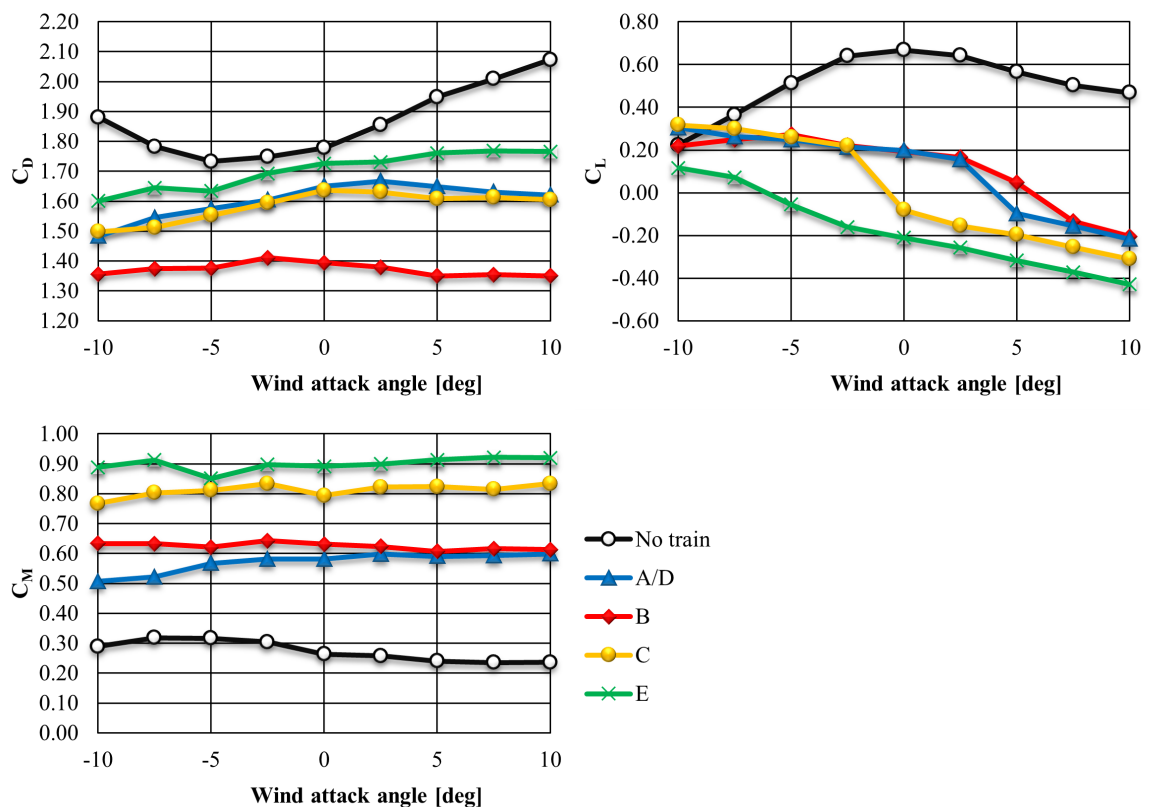 2.20
2.10
2.00
1.90
1.80
1.70
1.60
1.50
1.40
1.30
1.20
C_D
-10 -5 0 5 10
Wind attack angle [deg]
0.80
0.60
0.40
0.20
0.00
-0.20
-0.40
-0.60
C_L
-10 -5 0 5 10
Wind attack angle [deg]
1.00
0.90
0.80
0.70
0.60
0.50
0.40
0.30
0.20
0.10
0.00
C_M
-10 -5 0 5 10
Wind attack angle [deg]
No train
A/D
B
C
E